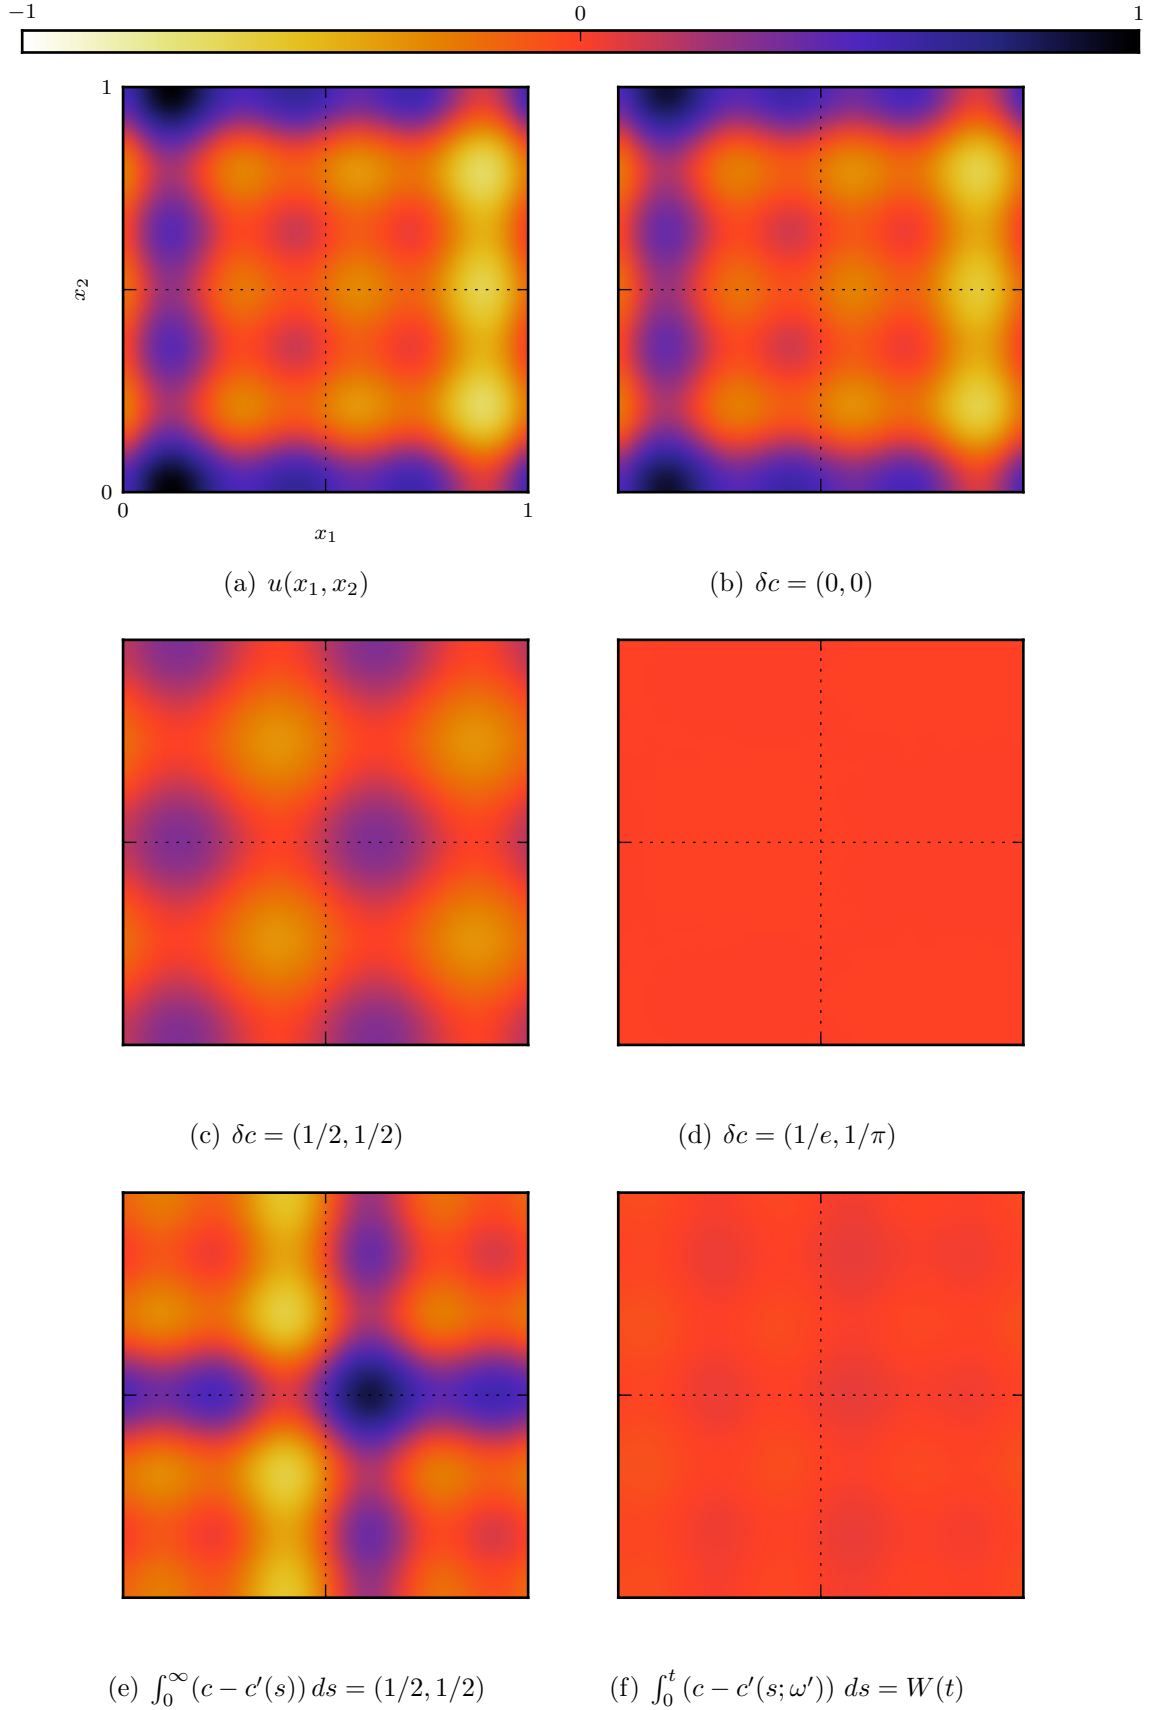 −1 0 1
1
x₂
0
0 1
x₁
(a) u(x₁, x₂) (b) δc = (0, 0)
(c) δc = (1/2, 1/2) (d) δc = (1/e, 1/π)
(e) ∫₀^∞ (c − c′(s)) ds = (1/2, 1/2) (f) ∫₀^t (c − c′(s; ω′)) ds = W(t)